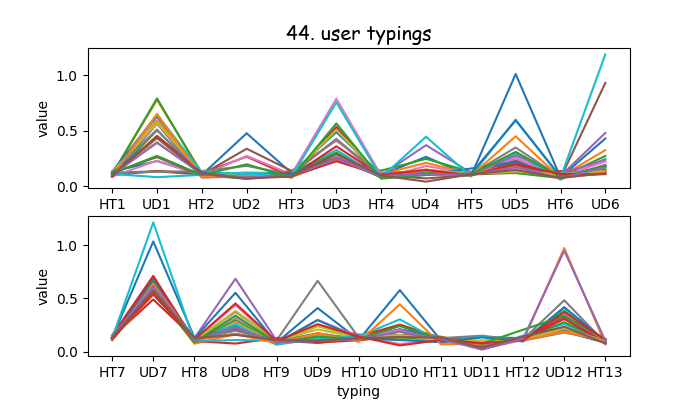 44. user typings
1.0
0.5
0.0
value
HT1 UD1 HT2 UD2 HT3 UD3 HT4 UD4 HT5 UD5 HT6 UD6
1.0
0.5
0.0
value
HT7 UD7 HT8 UD8 HT9 UD9 HT10 UD10 HT11 UD11 HT12 UD12 HT13
typing